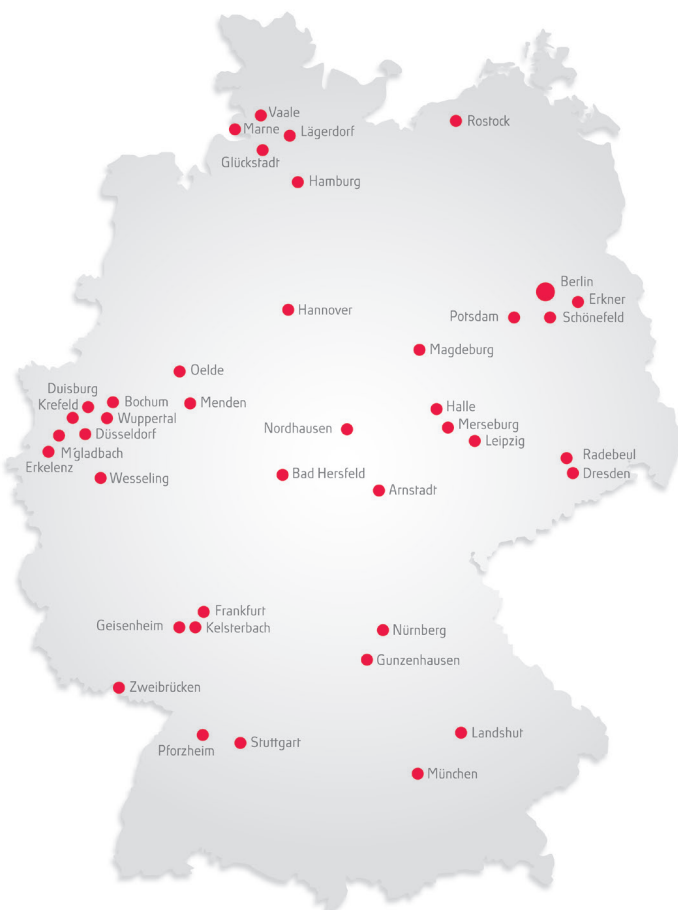 Vaale
Marne
Lägerdorf
Rostock
Glückstadt
Hamburg
Berlin
Erkner
Hannover
Potsdam
Schönefeld
Magdeburg
Oelde
Duisburg
Bochum
Menden
Krefeld
Halle
Wuppertal
Merseburg
Nordhausen
Düsseldorf
Leipzig
M'gladbach
Radebeul
Erkelenz
Dresden
Bad Hersfeld
Wesseling
Arnstadt
Frankfurt
Geisenheim
Kelsterbach
Nürnberg
Gunzenhausen
Zweibrücken
Landshut
Stuttgart
Pforzheim
München